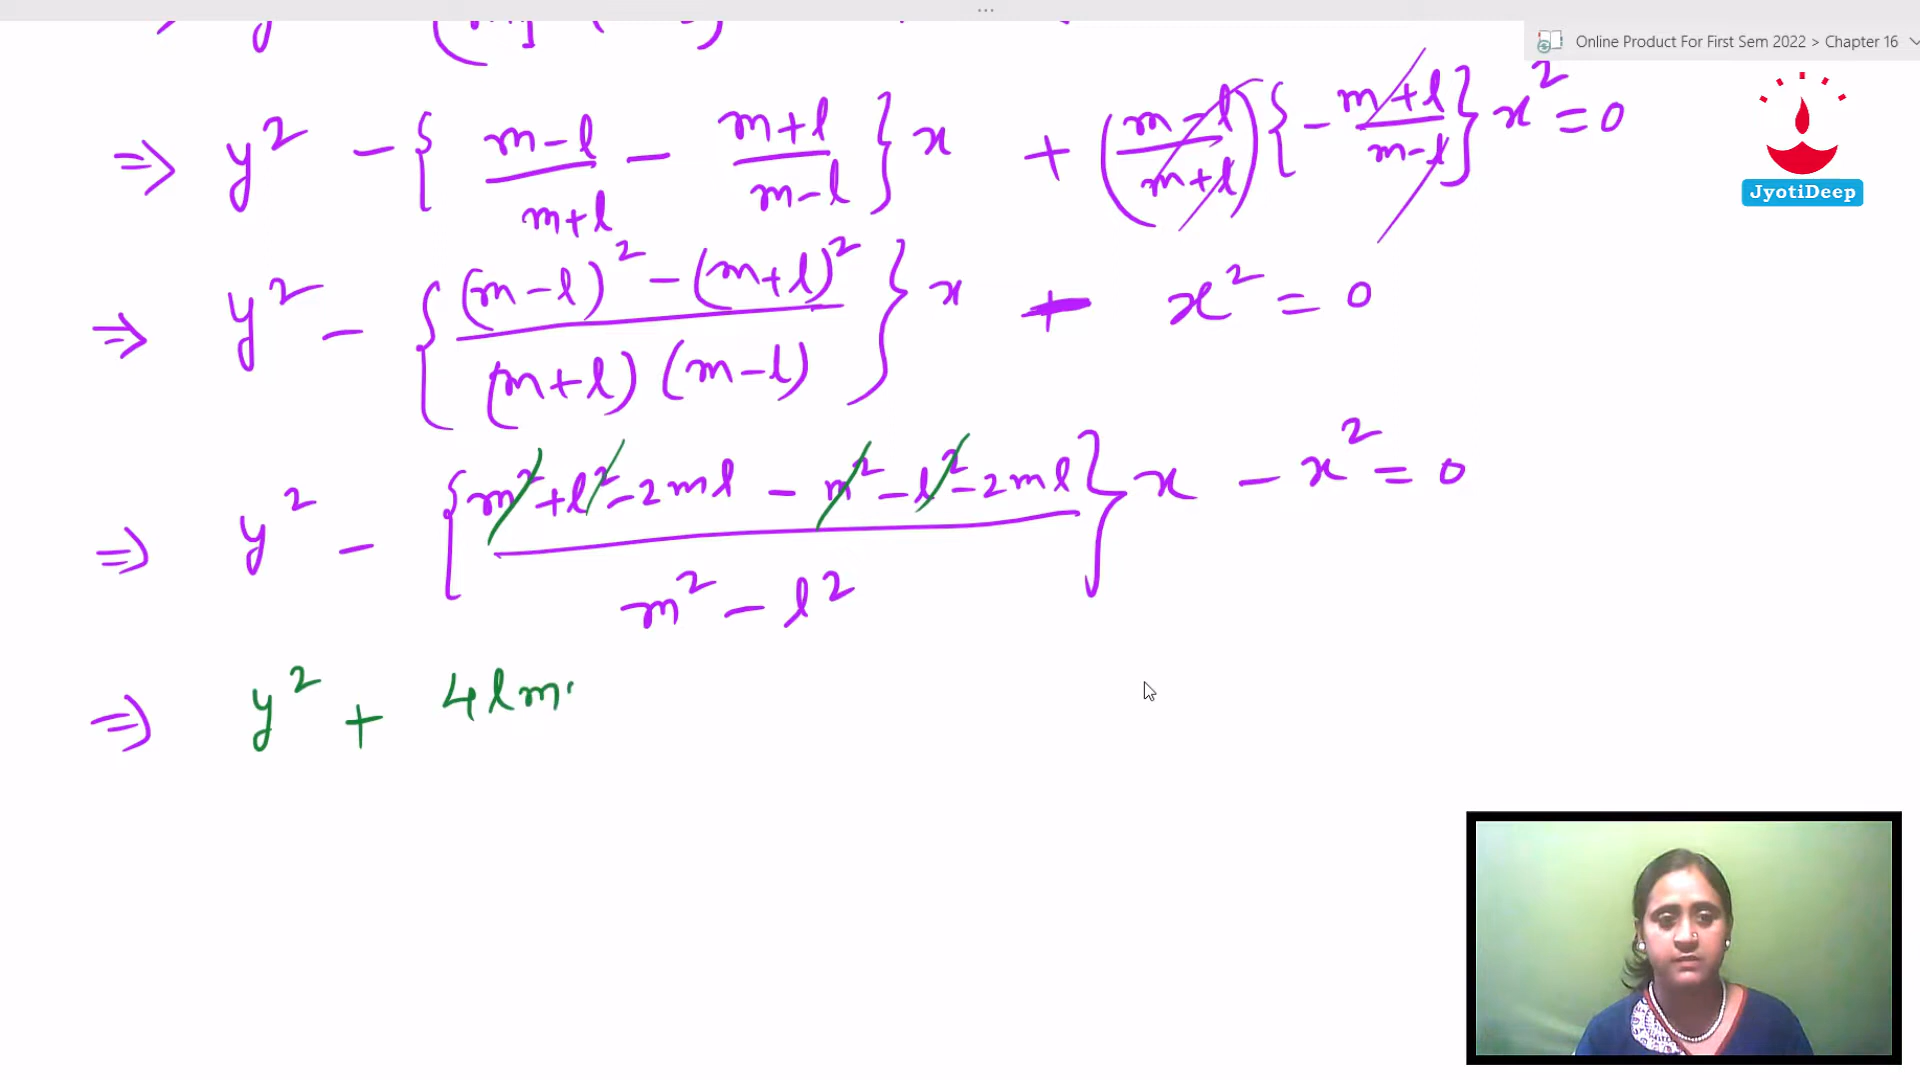 ...
Online Product For First Sem 2022 > Chapter 16
⇒ y² - { (m-l)/(m+l) - (m+l)/(m-l) } x + ((m-l)/(m+l)) { -(m+l)/(m-l) } x² = 0
JyotiDeep
⇒ y² - { ((m-l)² - (m+l)²)/((m+l)(m-l)) } x - x² = 0
⇒ y² - { (m²+l²-2ml - m²-l²-2ml)/(m²-l²) } x - x² = 0
⇒ y² + 4lm